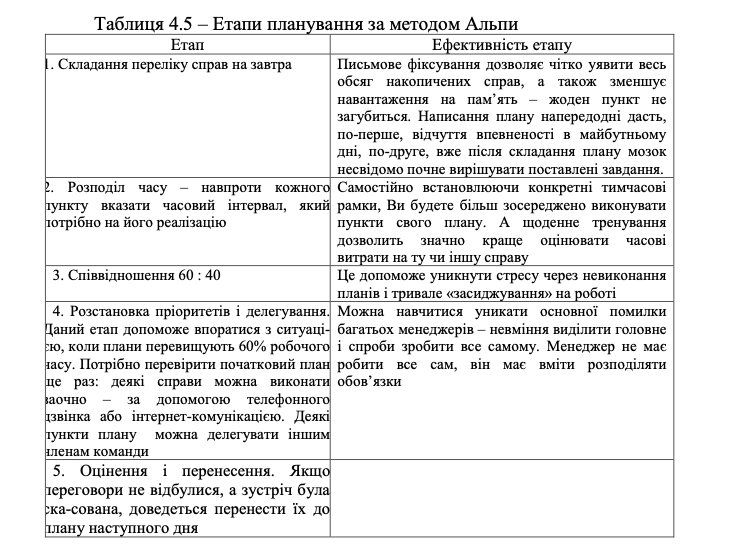 Таблиця 4.5 – Етапи планування за методом Альпи
Етап
Ефективність етапу
1. Складання переліку справ на завтра
Письмове фіксування дозволяє чітко уявити весь
обсяг накопичених справ, а також зменшує
навантаження на пам’ять – жоден пункт не
загубиться. Написання плану напередодні дасть,
по-перше, відчуття впевненості в майбутньому
дні, по-друге, вже після складання плану мозок
несвідомо почне вирішувати поставлені завдання.
2. Розподіл часу – навпроти кожного
пункту вказати часовий інтервал, який
потрібно на його реалізацію
Самостійно встановлюючи конкретні тимчасові
рамки, Ви будете більш зосереджено виконувати
пункти свого плану. А щоденне тренування
дозволить значно краще оцінювати часові
витрати на ту чи іншу справу
3. Співвідношення 60 : 40
Це допоможе уникнути стресу через невиконання
планів і тривале «засиджування» на роботі
4. Розстановка пріоритетів і делегування.
Даний етап допоможе впоратися з ситуаці-
єю, коли плани перевищують 60% робочого
часу. Потрібно перевірити початковий план
ще раз: деякі справи можна виконати
заочно – за допомогою телефонного
дзвінка або інтернет-комунікацією. Деякі
пункти плану можна делегувати іншим
членам команди
Можна навчитися уникати основної помилки
багатьох менеджерів – невміння виділити головне
і спроби зробити все самому. Менеджер не має
робити все сам, він має вміти розподіляти
обов’язки
5. Оцінення і перенесення. Якщо
переговори не відбулися, а зустріч була
ска-сована, доведеться перенести їх до
плану наступного дня